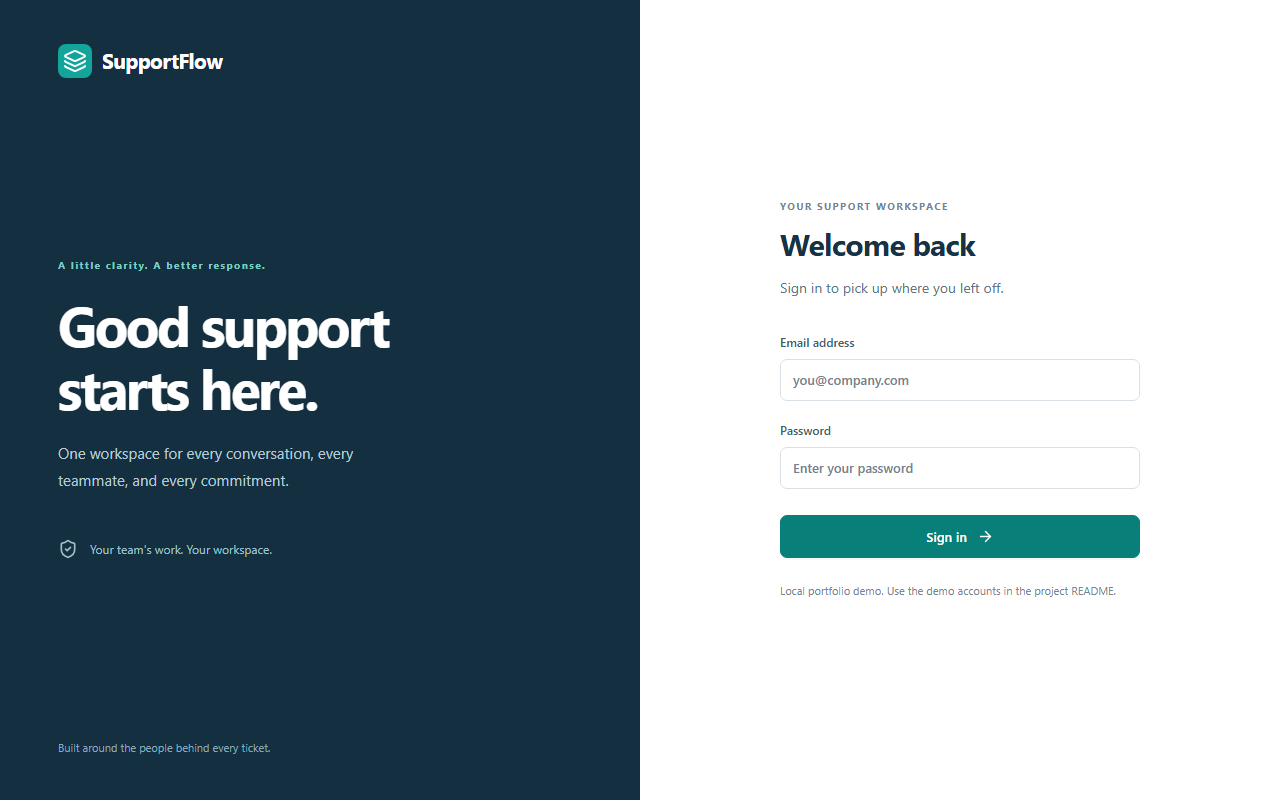 SupportFlow
A little clarity. A better response.
Good support
starts here.
One workspace for every conversation, every
teammate, and every commitment.
Your team's work. Your workspace.
Built around the people behind every ticket.
YOUR SUPPORT WORKSPACE
Welcome back
Sign in to pick up where you left off.
Email address
you@company.com
Password
Enter your password
Sign in
Local portfolio demo. Use the demo accounts in the project README.